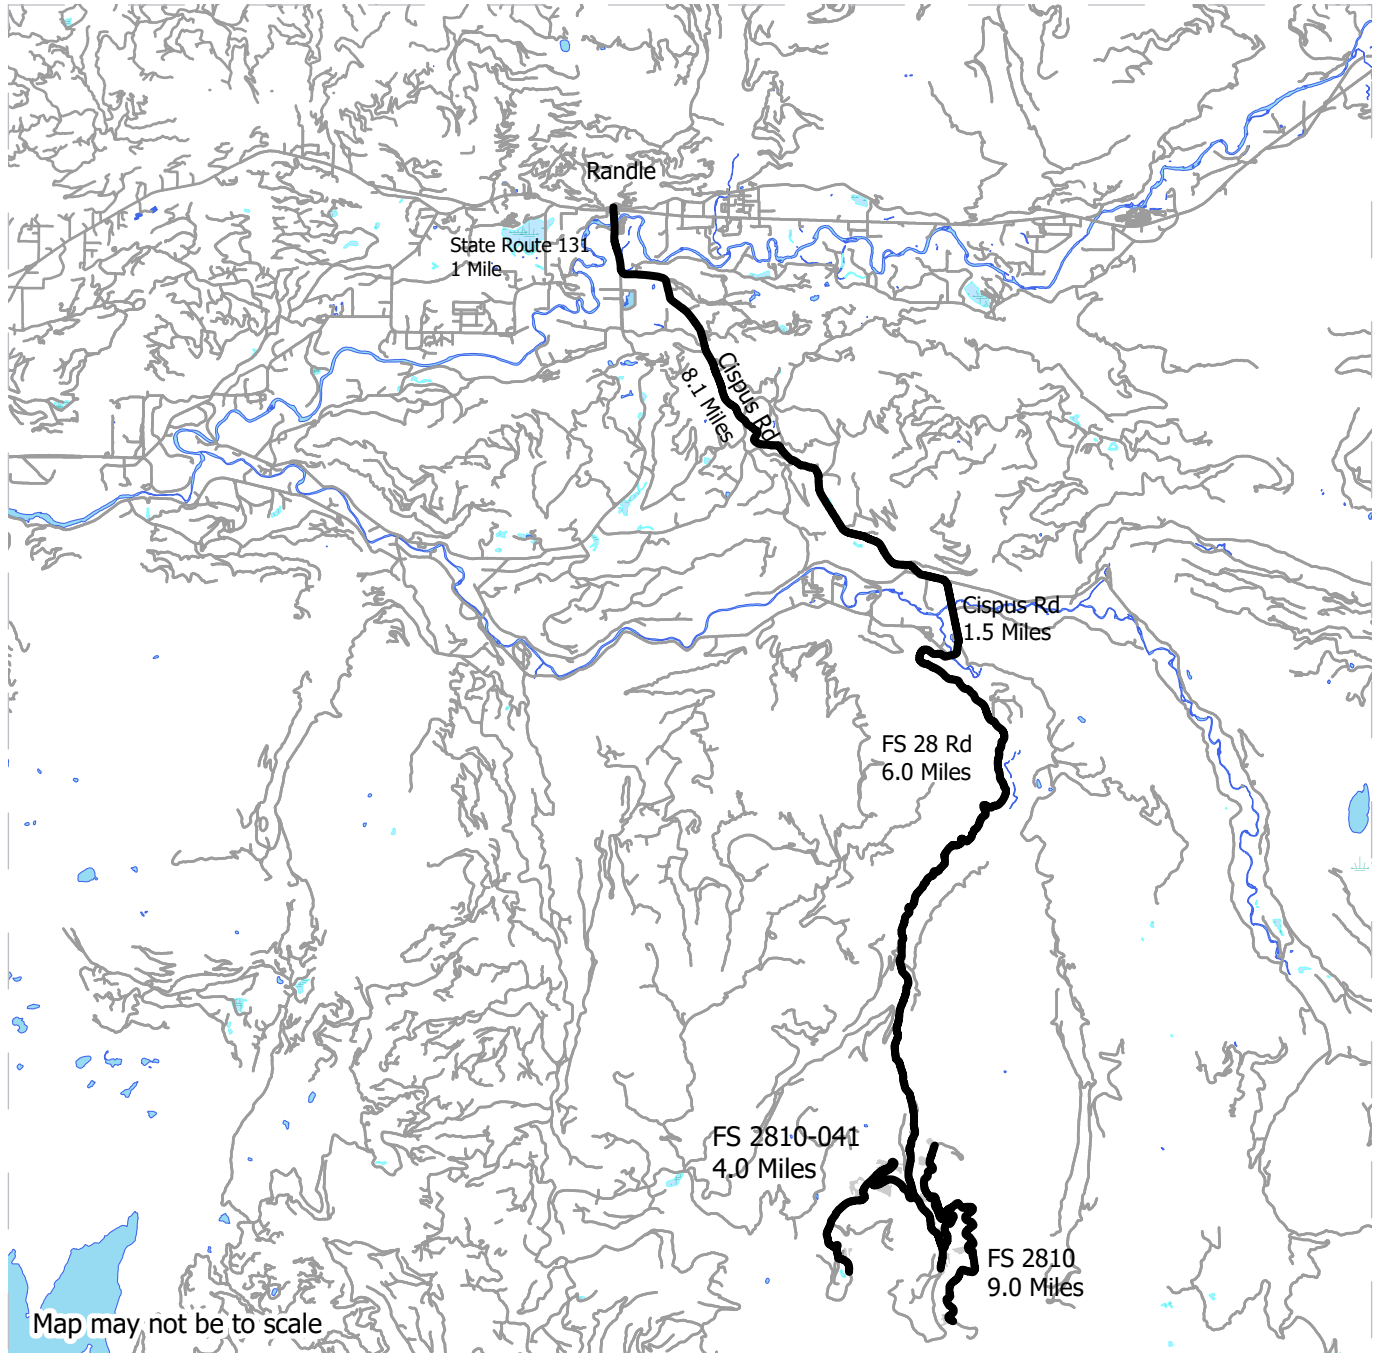 Randle
State Route 131
1 Mile
Cispus Rd
8.1 Miles
Cispus Rd
1.5 Miles
FS 28 Rd
6.0 Miles
FS 2810-041
4.0 Miles
FS 2810
9.0 Miles
Map may not be to scale